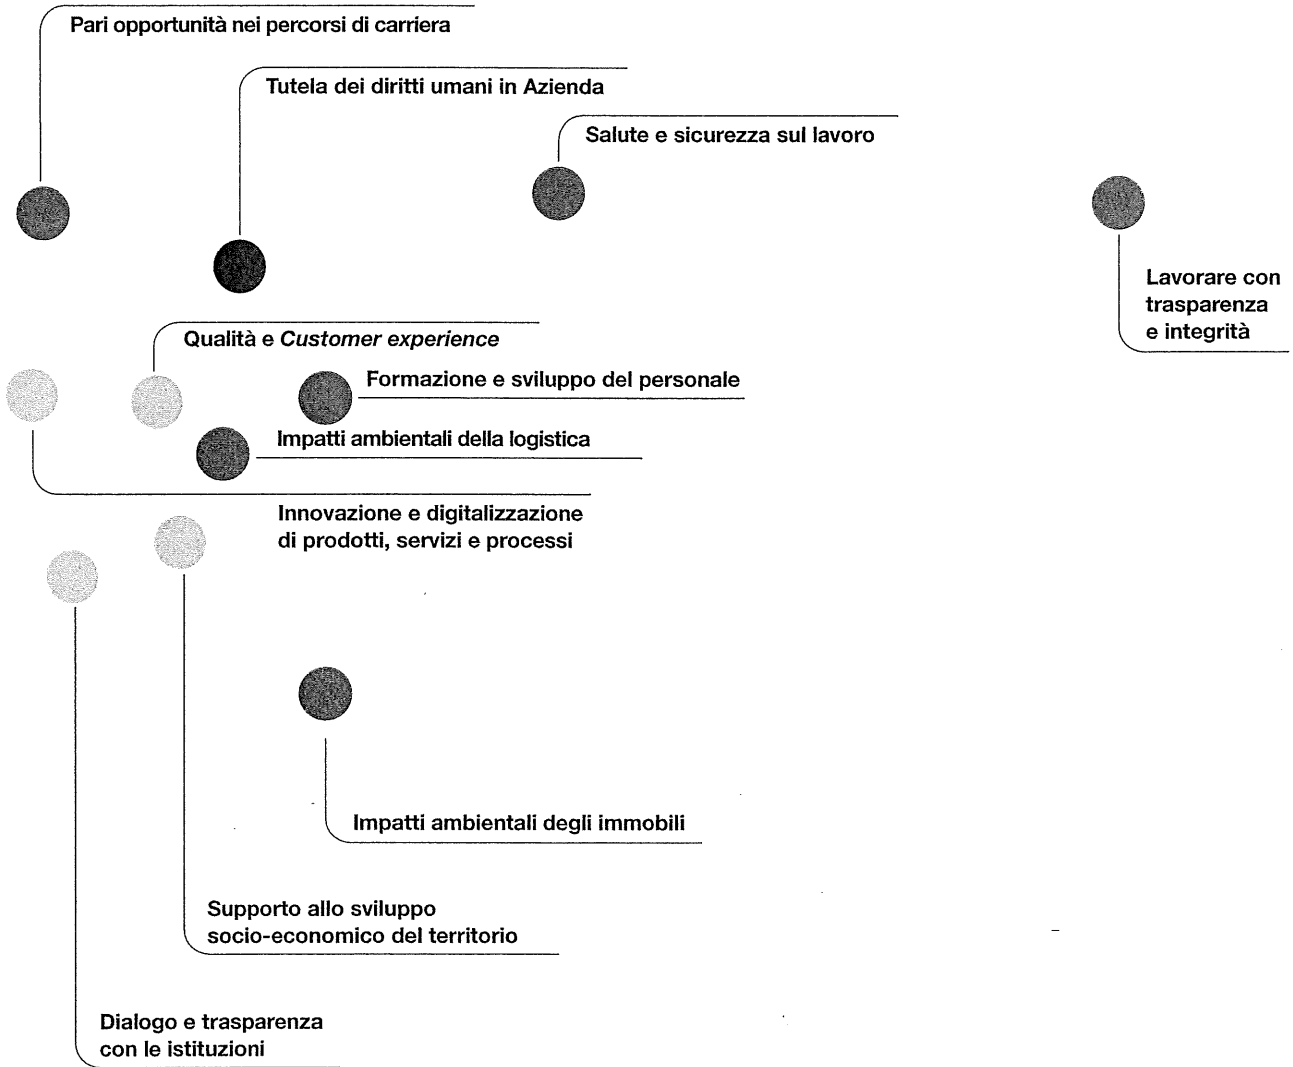 Pari opportunità nei percorsi di carriera
Tutela dei diritti umani in Azienda
Salute e sicurezza sul lavoro
Lavorare con
trasparenza
e integrità
Qualità e Customer experience
Formazione e sviluppo del personale
Impatti ambientali della logistica
Innovazione e digitalizzazione
di prodotti, servizi e processi
Impatti ambientali degli immobili
Supporto allo sviluppo
socio-economico del territorio
Dialogo e trasparenza
con le istituzioni